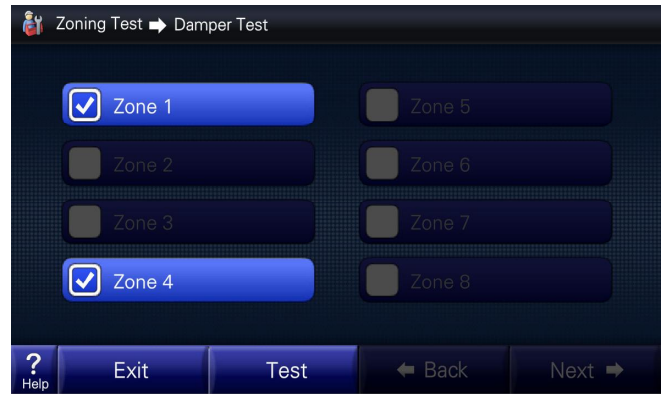 Zoning Test ➡ Damper Test
Zone 1
Zone 5
Zone 2
Zone 6
Zone 3
Zone 7
Zone 4
Zone 8
? Help
Exit
Test
⬅ Back
Next ➡